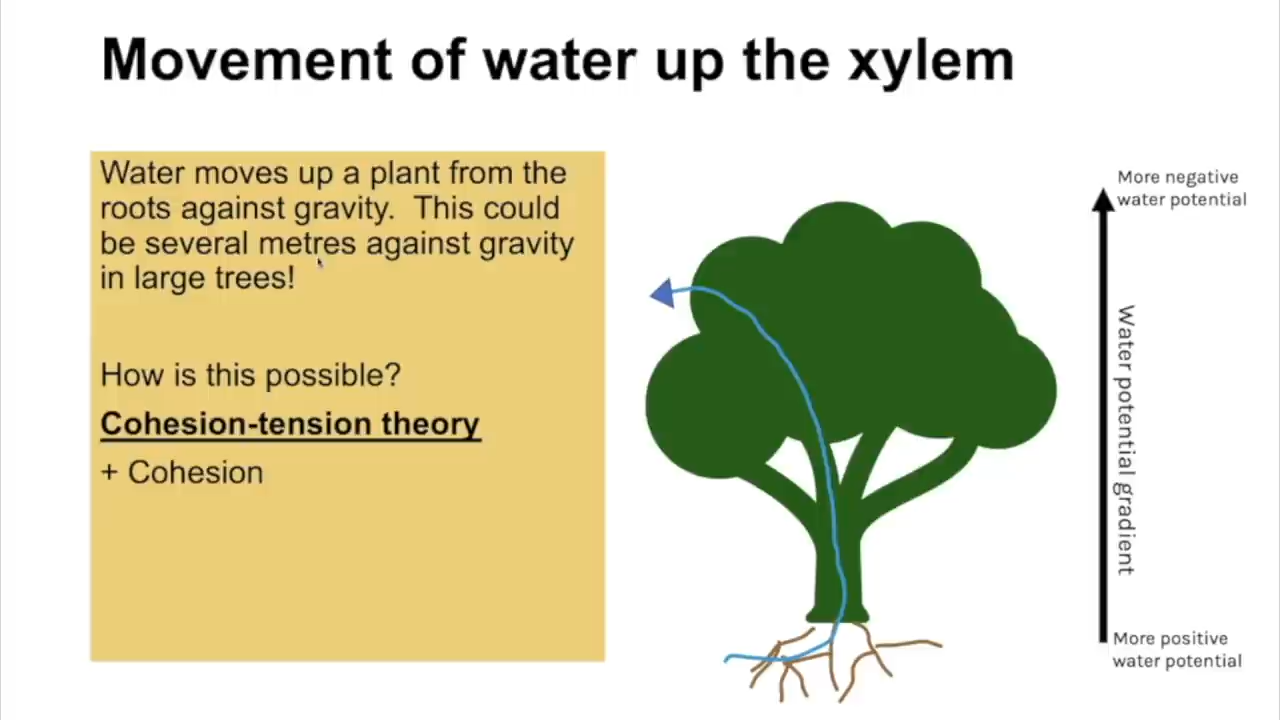 Movement of water up the xylem
Water moves up a plant from the
roots against gravity.  This could
be several metres against gravity
in large trees!
How is this possible?
Cohesion-tension theory
+ Cohesion
More negative
water potential
Water potential gradient
More positive
water potential